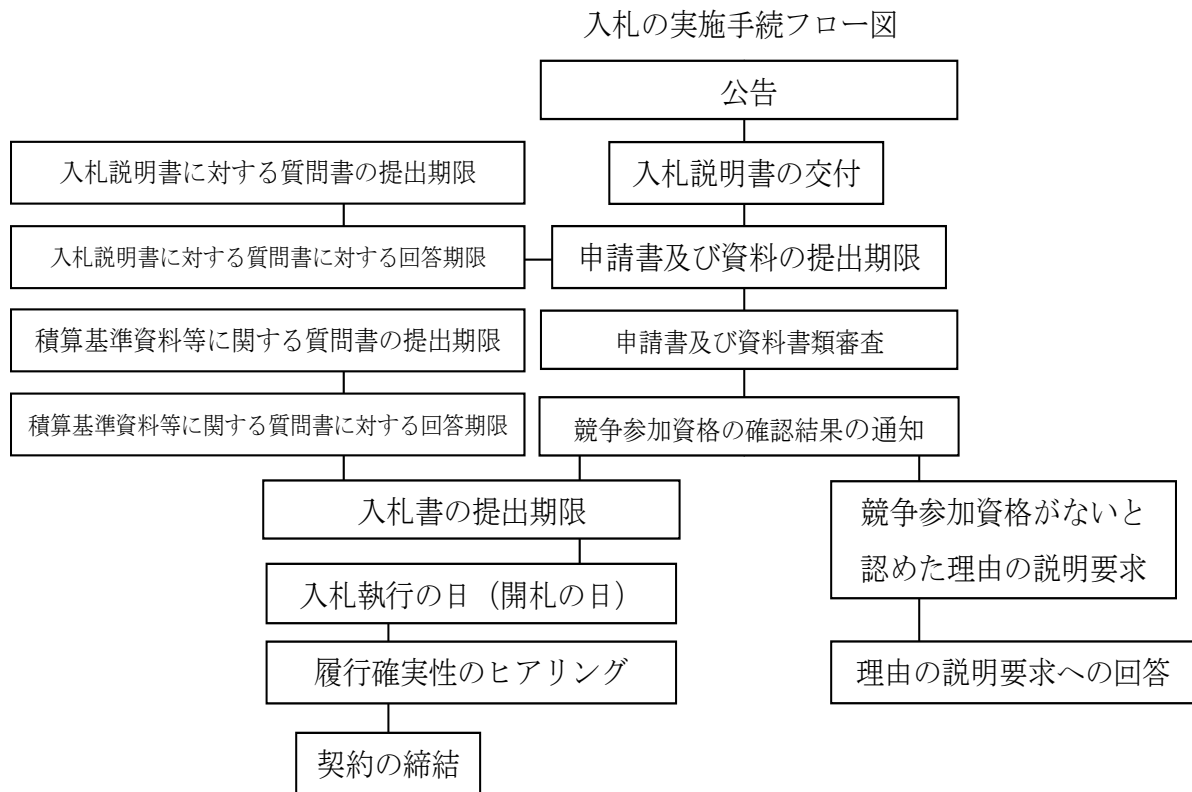 入札の実施手続フロー図
公告
入札説明書に対する質問書の提出期限
入札説明書の交付
入札説明書に対する質問書に対する回答期限
申請書及び資料の提出期限
積算基準資料等に関する質問書の提出期限
申請書及び資料書類審査
積算基準資料等に関する質問書に対する回答期限
競争参加資格の確認結果の通知
入札書の提出期限
競争参加資格がないと
認めた理由の説明要求
入札執行の日（開札の日）
履行確実性のヒアリング
理由の説明要求への回答
契約の締結